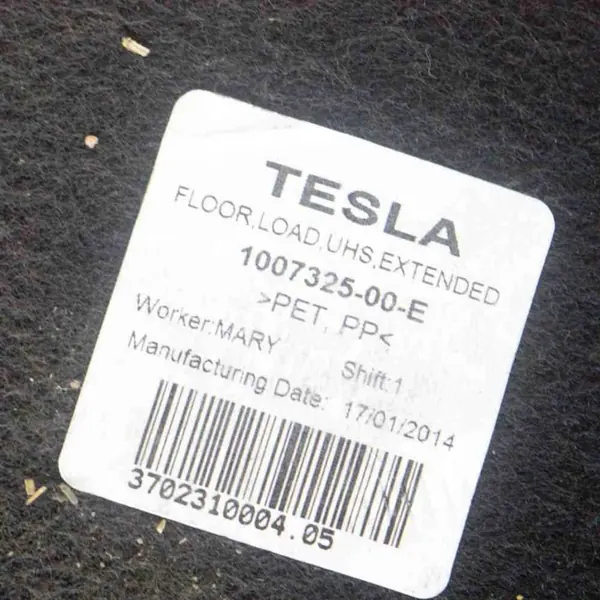 TESLA
FLOOR,LOAD,UHS,EXTENDED
1007325-00-E
>PET, PP<
Worker:MARY Shift:1
Manufacturing Date: 17/01/2014
3702310004.05